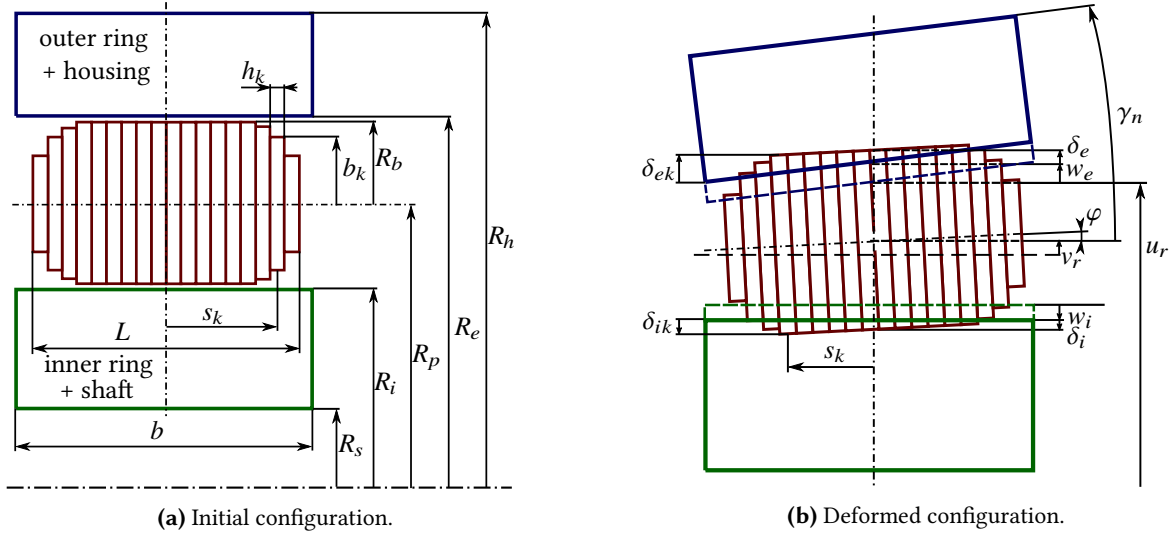 outer ring
+ housing
h_k
b_k
R_b
R_h
s_k
L
R_p
R_e
inner ring
+ shaft
R_i
b
R_s
(a) Initial configuration.
γ_n
δ_ek
δ_e
w_e
φ
v_r
u_r
δ_ik
w_i
δ_i
s_k
(b) Deformed configuration.